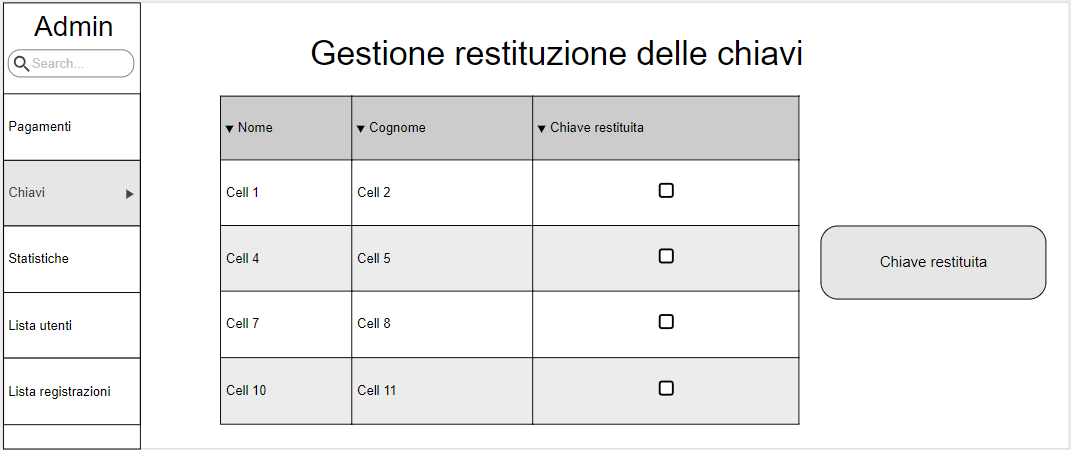 Admin
Search...
Pagamenti
Chiavi
Statistiche
Lista utenti
Lista registrazioni
Gestione restituzione delle chiavi
Nome Cognome Chiave restituita
Cell 1 Cell 2
Cell 4 Cell 5
Cell 7 Cell 8
Cell 10 Cell 11
Chiave restituita